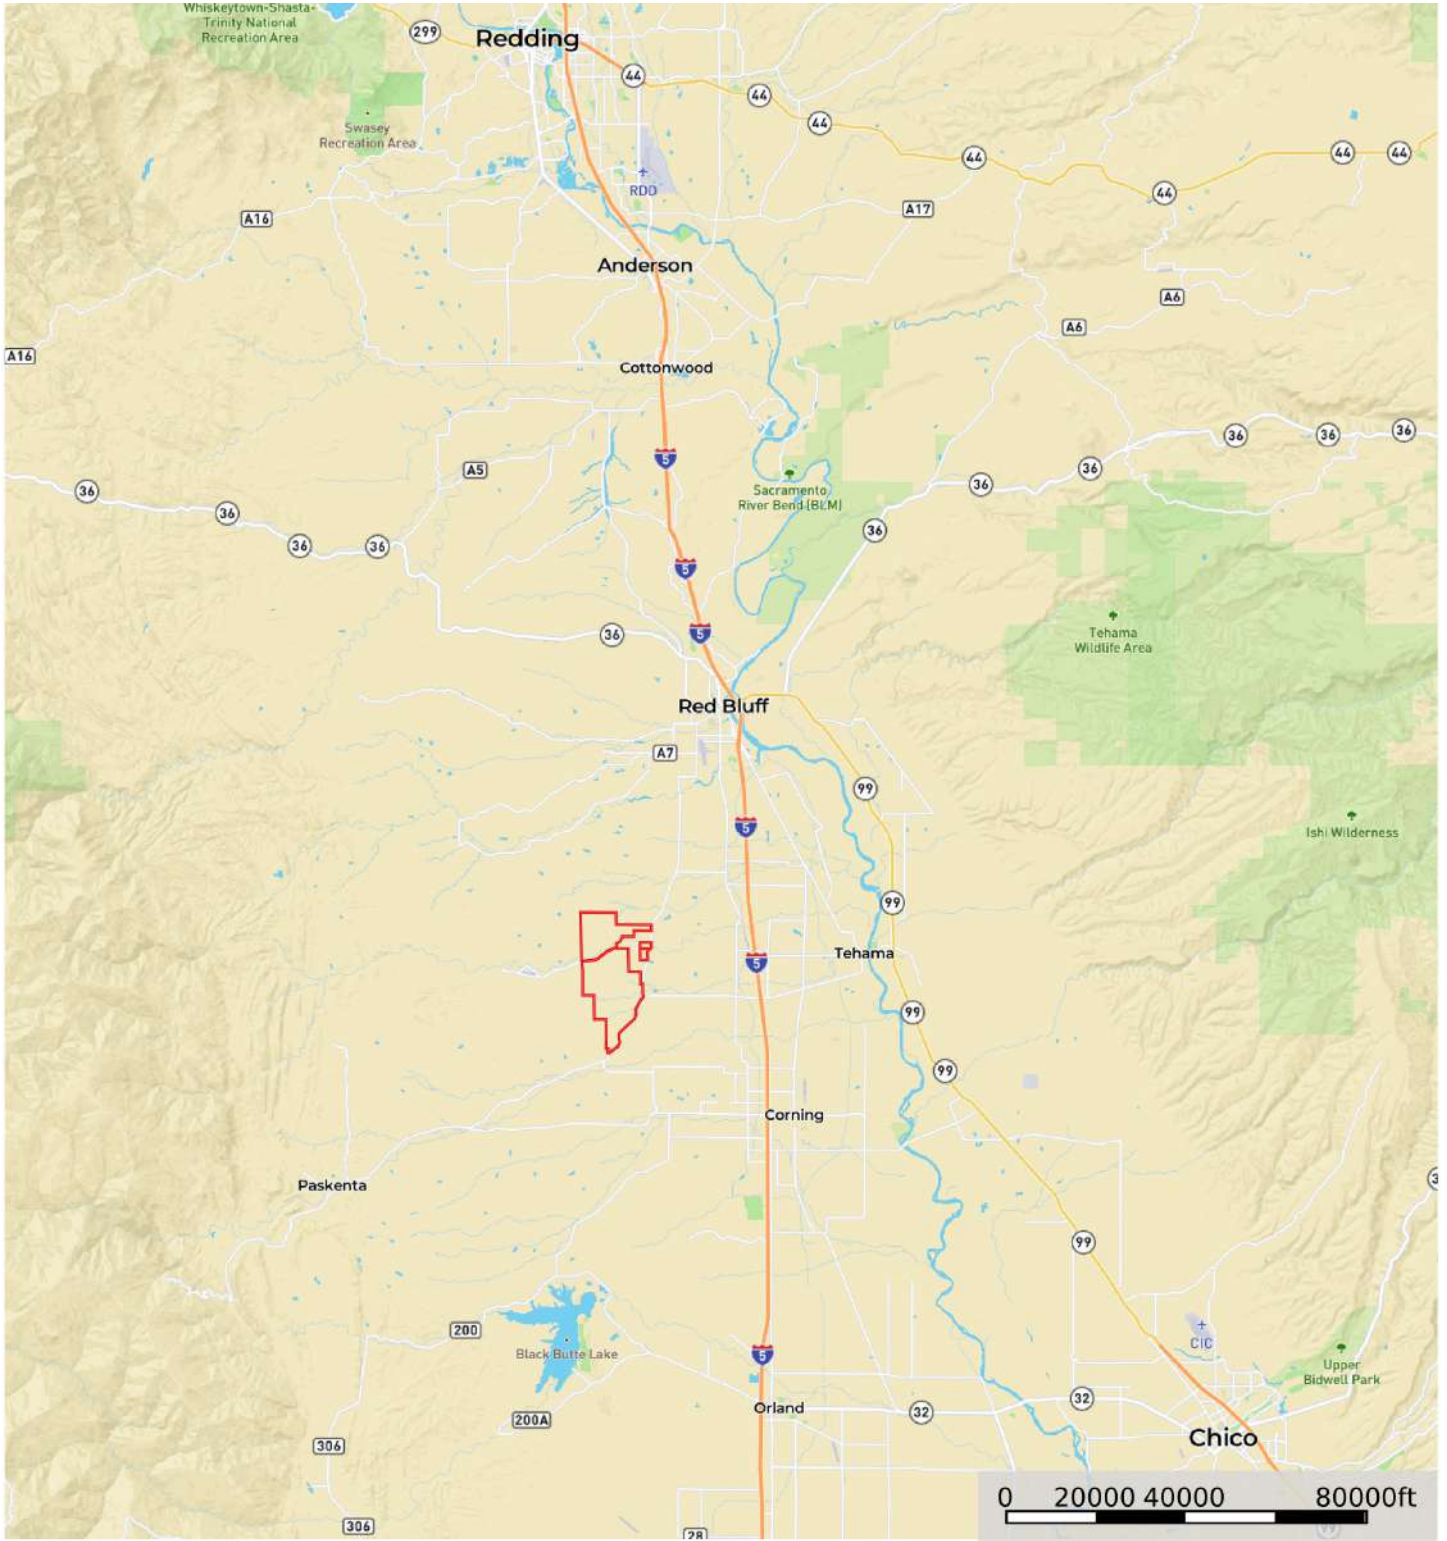 Whiskeytown-Shasta-
Trinity National
Recreation Area
299
Redding
44
44
44
44
44
44
44
Swasey
Recreation Area
RDD
A16
A17
Anderson
A6
A6
A16
Cottonwood
36
36
36
A5
5
36
36
36
Sacramento
River Bend (BLM)
36
36
36
36
5
36
5
Tehama
Wildlife Area
Red Bluff
A7
99
5
Ishi Wilderness
99
Tehama
5
99
99
Corning
Paskenta
3
99
200
Black Butte Lake
5
CIC
Upper
Bidwell Park
32
Orland
32
200A
Chico
306
0 20000 40000 80000ft
306
28
99